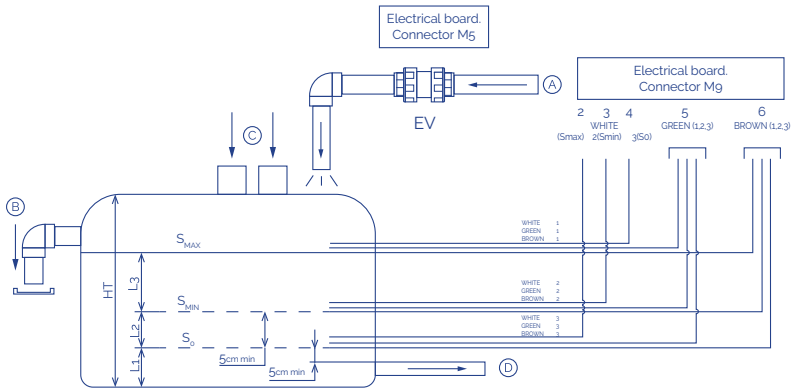 Electrical board.
Connector M5
Electrical board.
Connector M9
A
EV
2 3 4 5 6
WHITE GREEN (1,2,3) BROWN (1,2,3)
(Smax) 2(Smin) 3(S0)
C
B
WHITE 1
GREEN 1
BROWN 1
SMAX
HT
L3
WHITE 2
GREEN 2
BROWN 2
SMIN
L2
WHITE 3
GREEN 3
BROWN 3
S0
L1
5cm min
5cm min
D